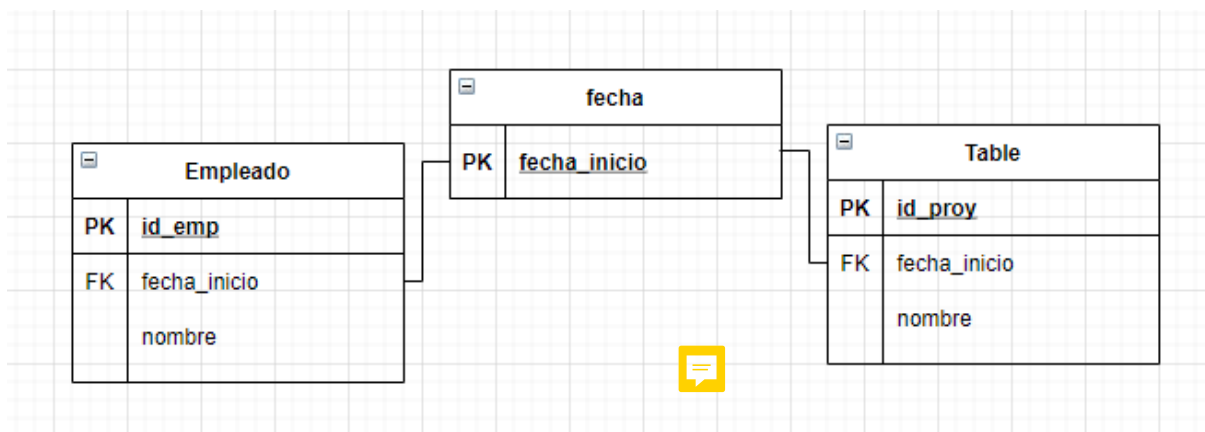 fecha
PK fecha_inicio
Empleado
PK id_emp
FK fecha_inicio
nombre
Table
PK id_proy
FK fecha_inicio
nombre